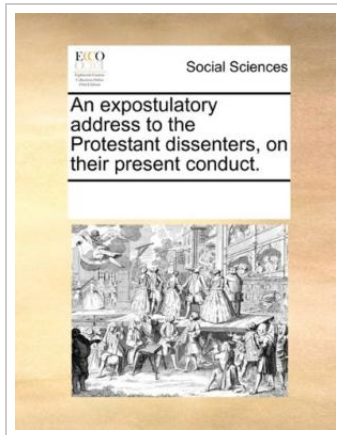 ECCO
Social Sciences
An expostulatory
address to the
Protestant dissenters, on
their present conduct.